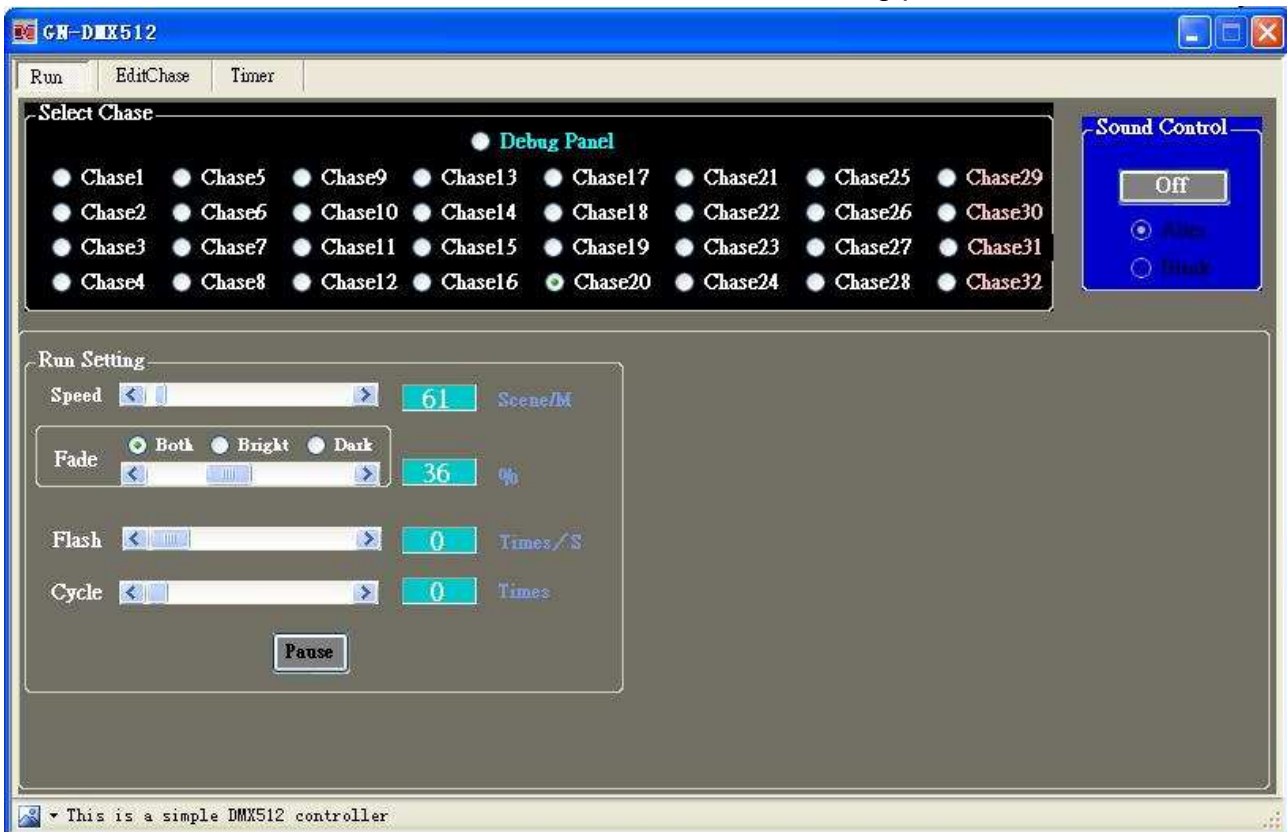 GN-DMX512
Run EditChase Timer
Select Chase
Debug Panel
Chase1 Chase5 Chase9 Chase13 Chase17 Chase21 Chase25 Chase29
Chase2 Chase6 Chase10 Chase14 Chase18 Chase22 Chase26 Chase30
Chase3 Chase7 Chase11 Chase15 Chase19 Chase23 Chase27 Chase31
Chase4 Chase8 Chase12 Chase16 Chase20 Chase24 Chase28 Chase32
Sound Control
Off
Run Setting
Speed 61 Scene/M
Both Bright Dark
Fade 36 %
Flash 0 Times/S
Cycle 0 Times
Pause
This is a simple DMX512 controller